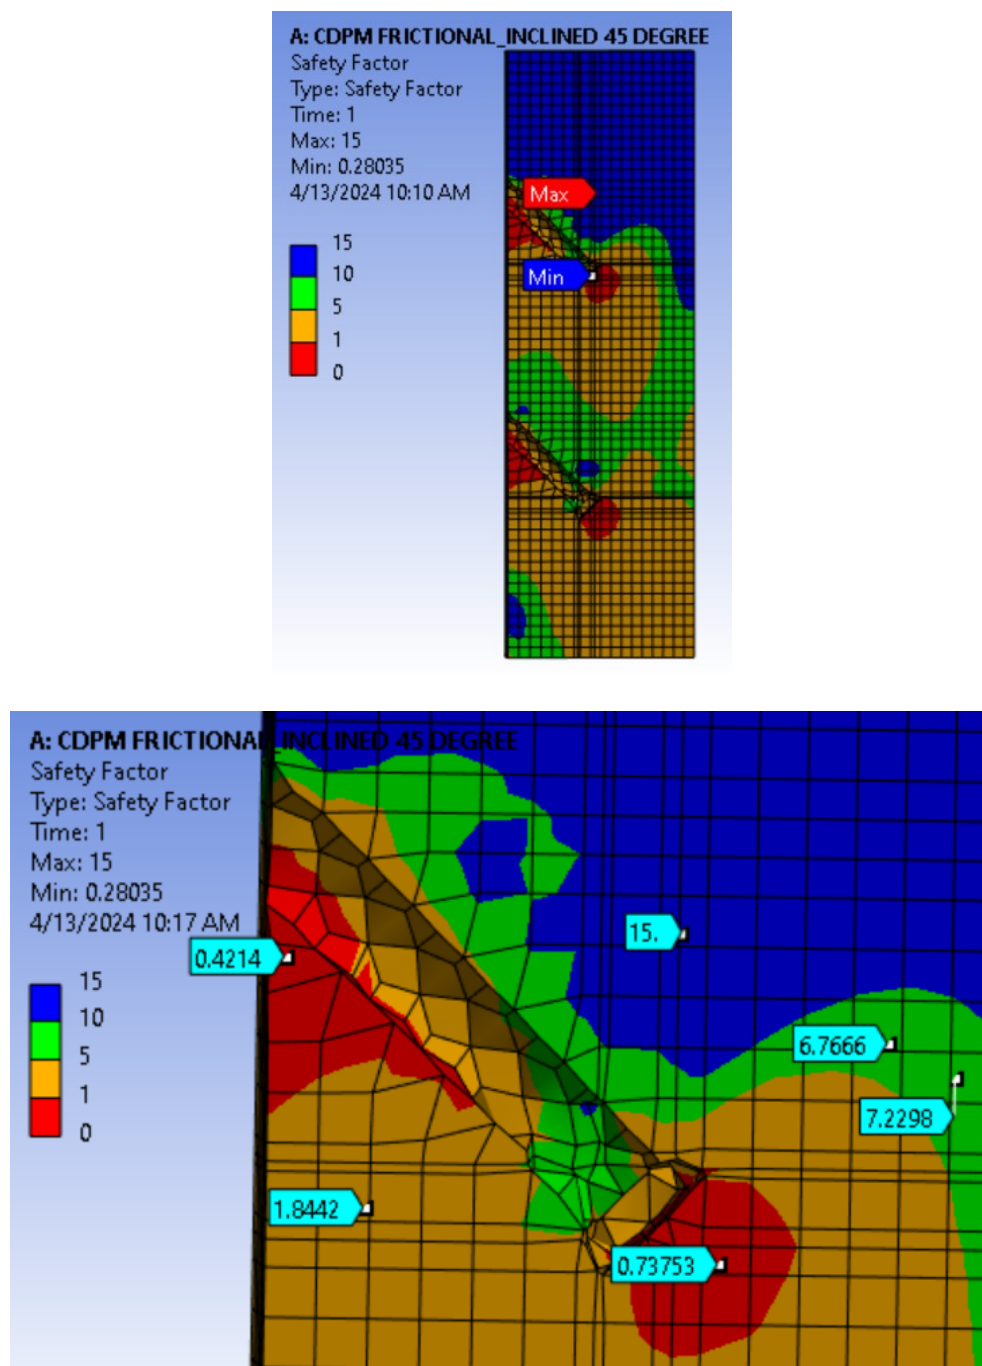 A: CDPM FRICTIONAL_INCLINED 45 DEGREE
Safety Factor
Type: Safety Factor
Time: 1
Max: 15
Min: 0.28035
4/13/2024 10:10 AM
15
10
5
1
0
Max
Min
A: CDPM FRICTIONAL_INCLINED 45 DEGREE
Safety Factor
Type: Safety Factor
Time: 1
Max: 15
Min: 0.28035
4/13/2024 10:17 AM
15
10
5
1
0
0.4214
15.
6.7666
7.2298
1.8442
0.73753